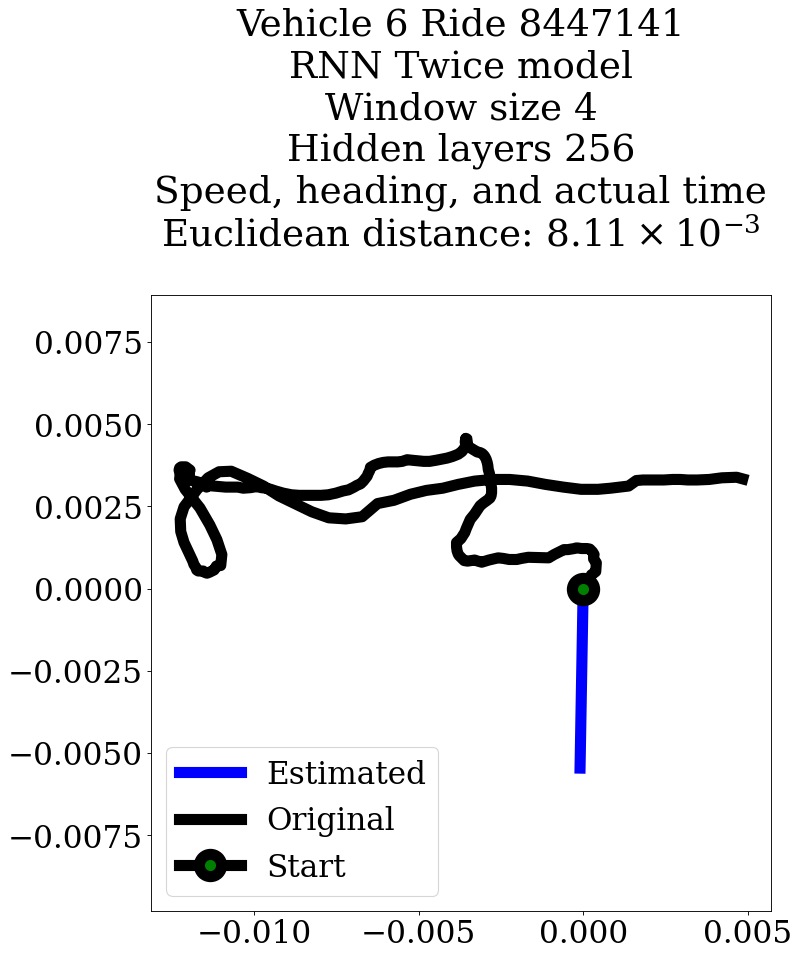 Vehicle 6 Ride 8447141
RNN Twice model
Window size 4
Hidden layers 256
Speed, heading, and actual time
Euclidean distance: 8.11 × 10⁻³
0.0075
0.0050
0.0025
0.0000
−0.0025
−0.0050
−0.0075
Estimated
Original
Start
−0.010 −0.005 0.000 0.005